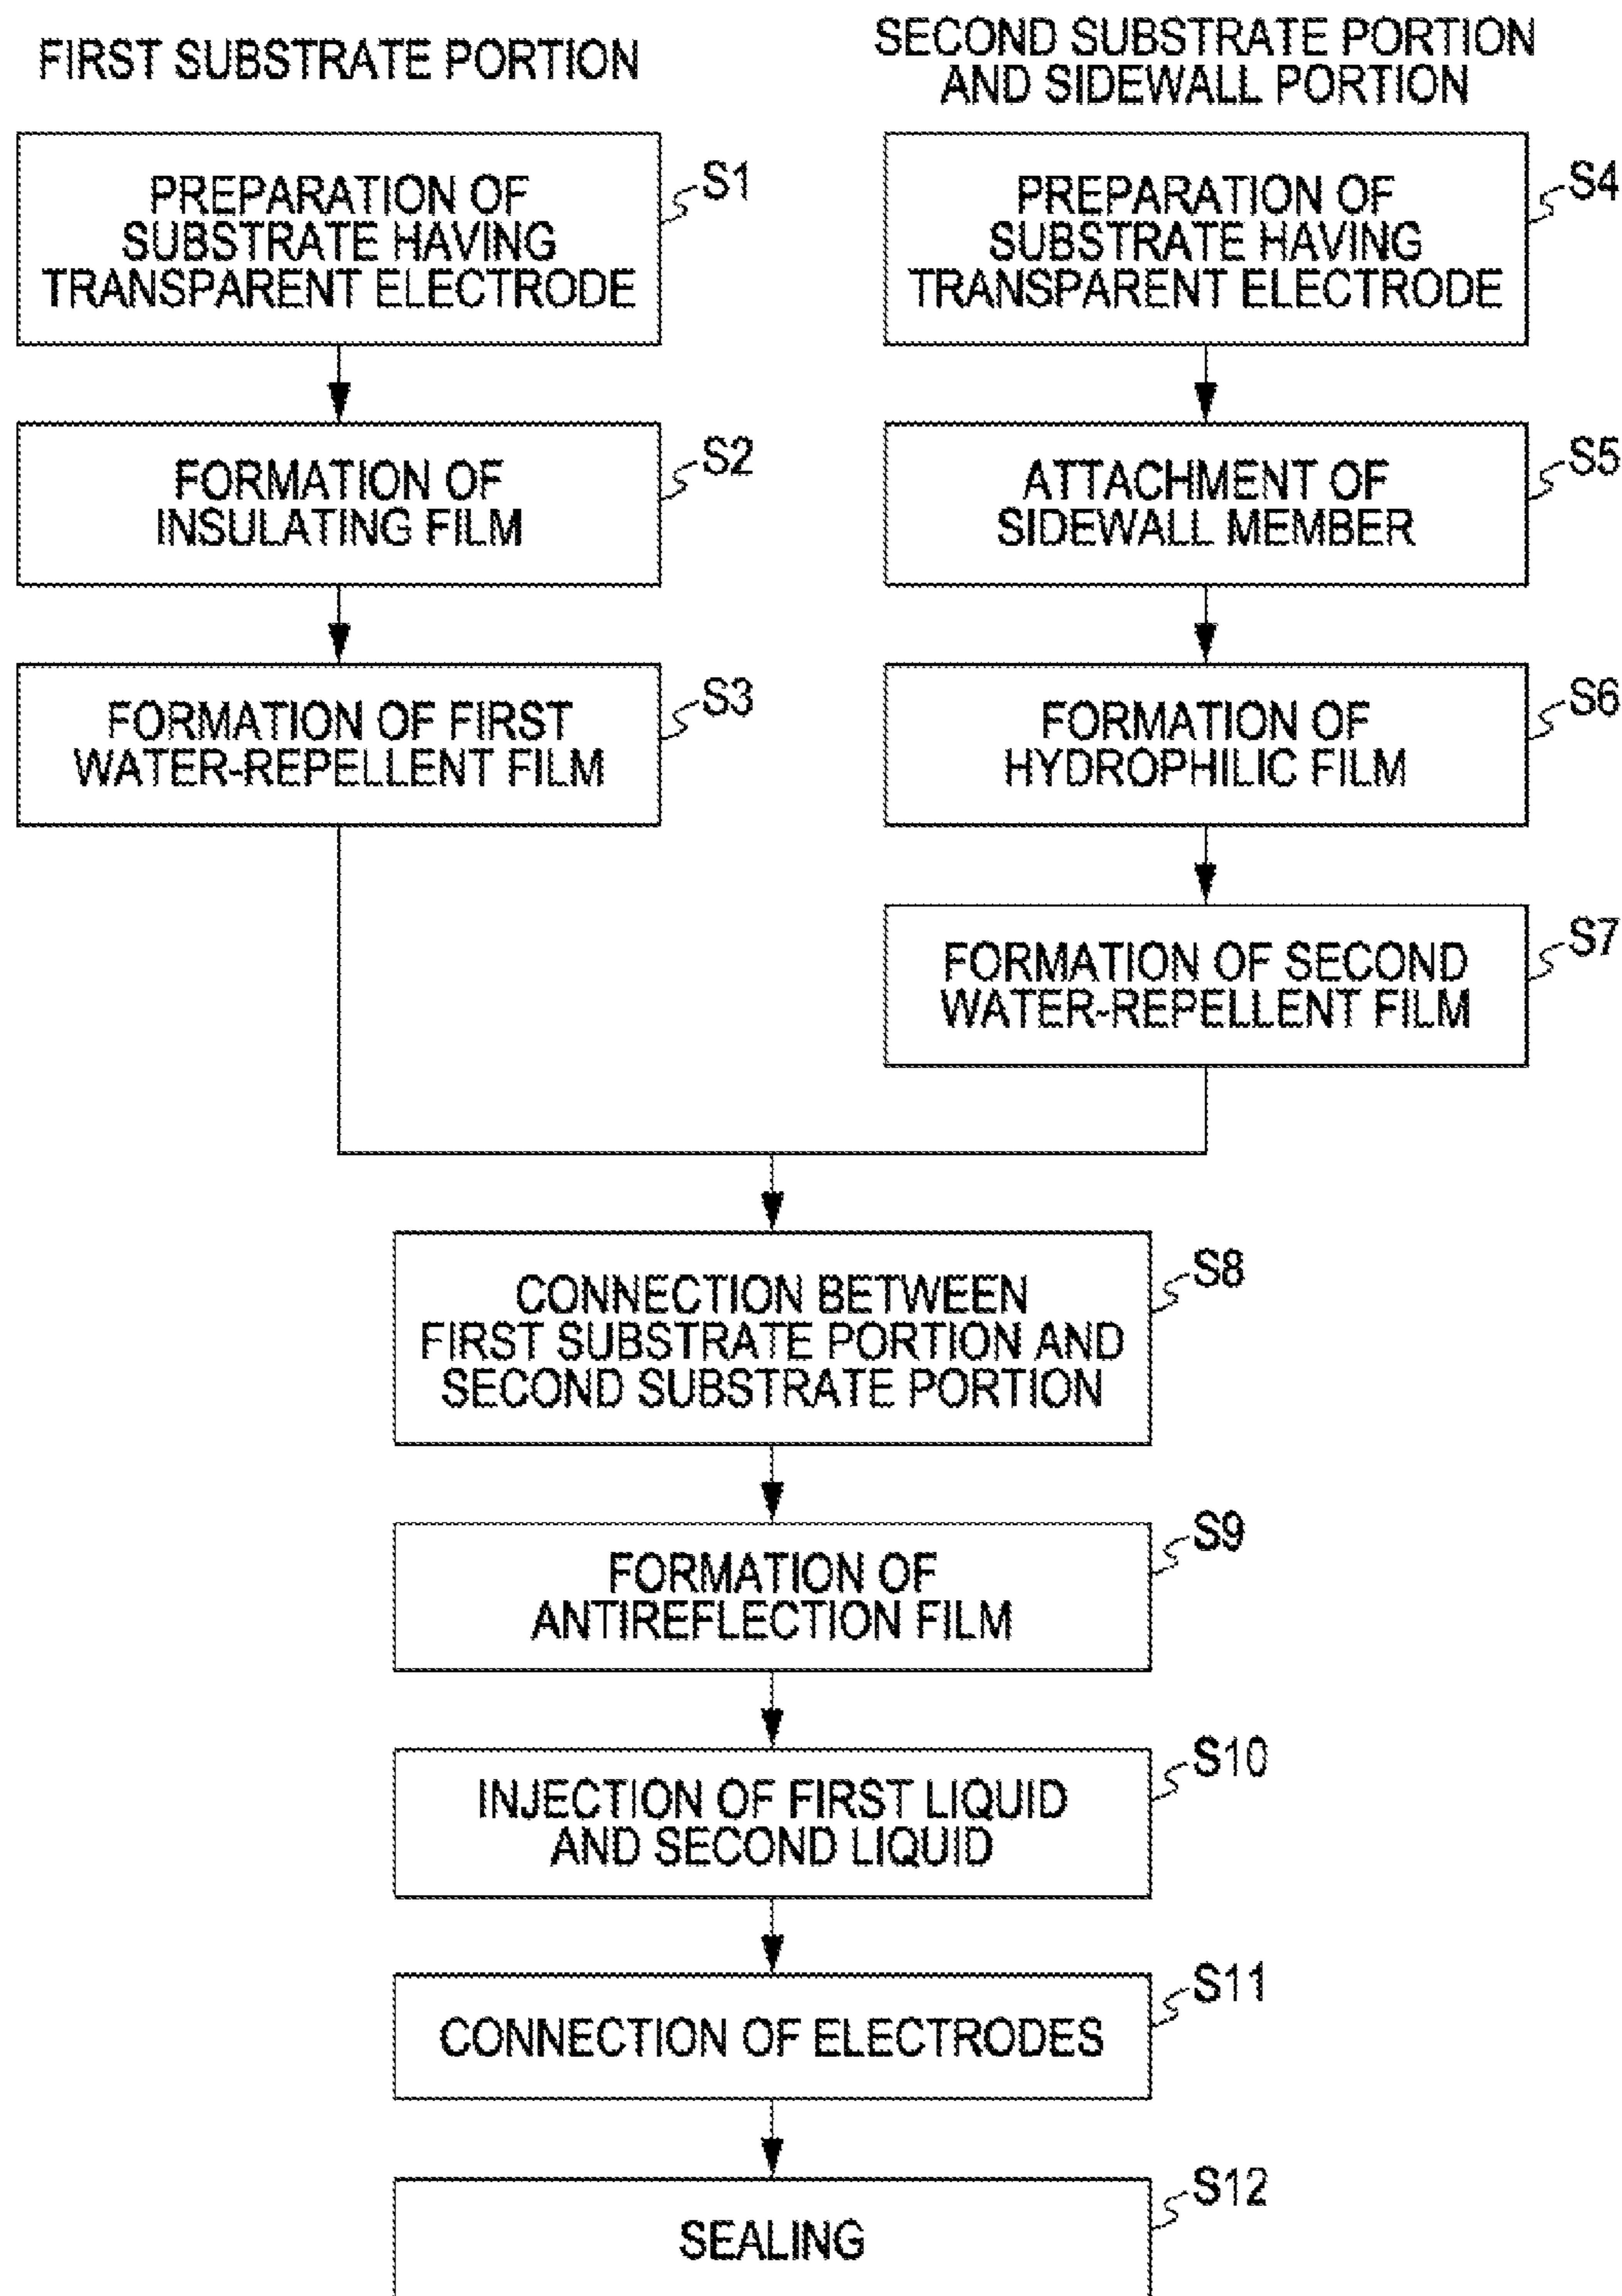 FIRST SUBSTRATE PORTION
PREPARATION OF
SUBSTRATE HAVING
TRANSPARENT ELECTRODE
S1
FORMATION OF
INSULATING FILM
S2
FORMATION OF FIRST
WATER-REPELLENT FILM
S3
SECOND SUBSTRATE PORTION
AND SIDEWALL PORTION
PREPARATION OF
SUBSTRATE HAVING
TRANSPARENT ELECTRODE
S4
ATTACHMENT OF
SIDEWALL MEMBER
S5
FORMATION OF
HYDROPHILIC FILM
S6
FORMATION OF SECOND
WATER-REPELLENT FILM
S7
CONNECTION BETWEEN
FIRST SUBSTRATE PORTION AND
SECOND SUBSTRATE PORTION
S8
FORMATION OF
ANTIREFLECTION FILM
S9
INJECTION OF FIRST LIQUID
AND SECOND LIQUID
S10
CONNECTION OF ELECTRODES
S11
SEALING
S12